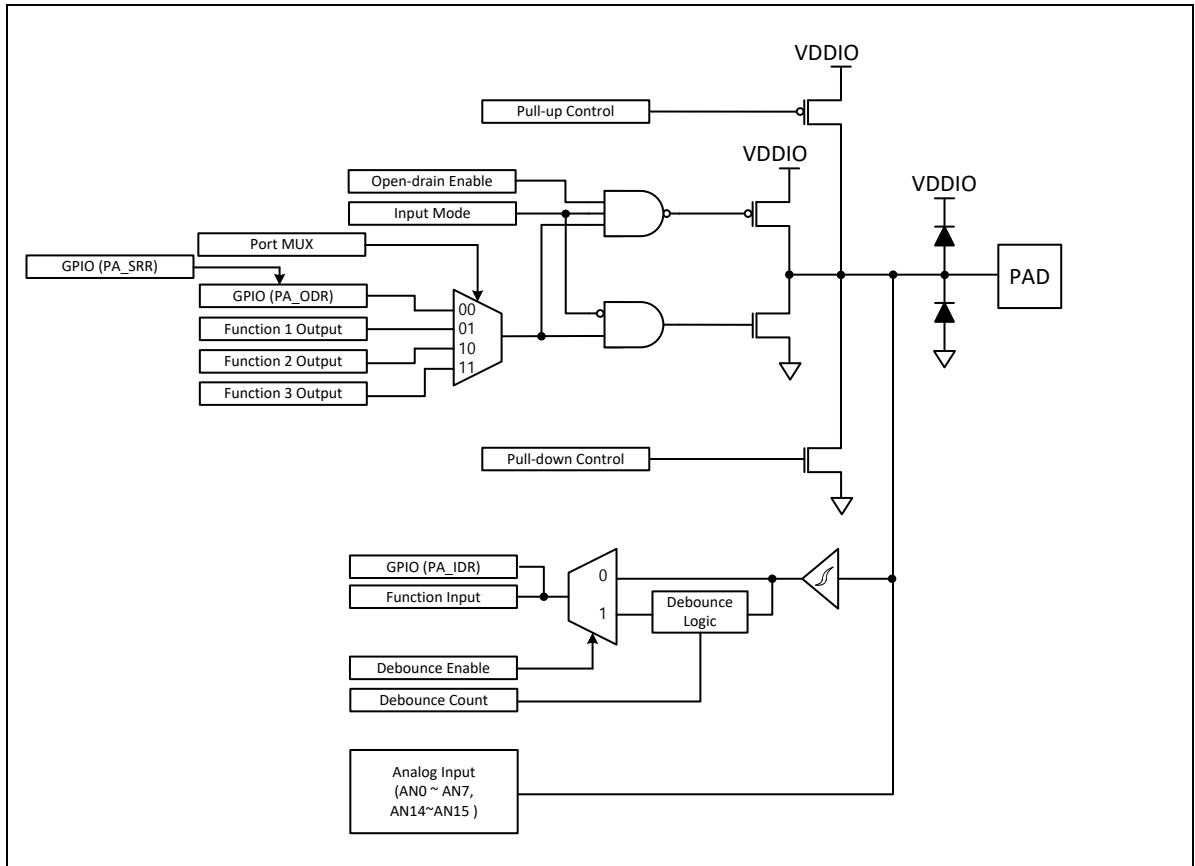 VDDIO
Pull-up Control
VDDIO
Open-drain Enable
VDDIO
Input Mode
Port MUX
GPIO (PA_SRR)
PAD
GPIO (PA_ODR)
00
Function 1 Output
01
Function 2 Output
10
11
Function 3 Output
Pull-down Control
GPIO (PA_IDR)
0
Function Input
Debounce
Logic
1
Debounce Enable
Debounce Count
Analog Input
(AN0 ~ AN7,
AN14~AN15 )